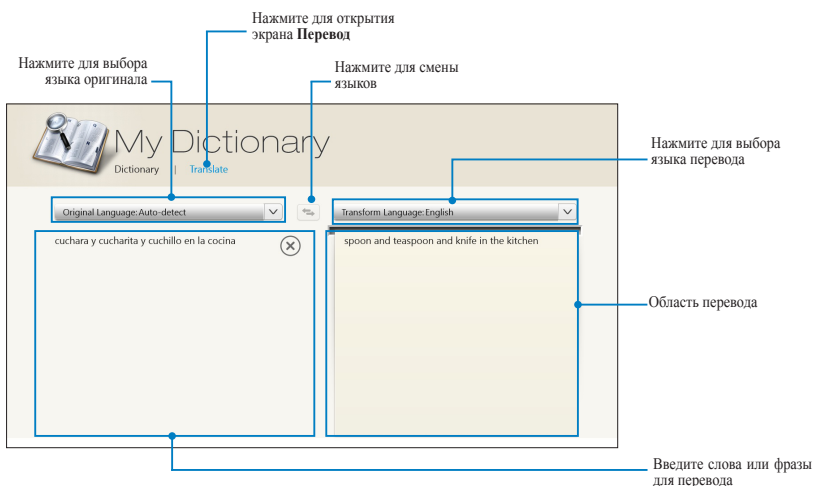 Нажмите для открытия
экрана Перевод
Нажмите для выбора
языка оригинала
Нажмите для смены
языков
My Dictionary
Dictionary | Translate
Нажмите для выбора
языка перевода
Original Language: Auto-detect
Transform Language: English
cuchara y cucharita y cuchillo en la cocina
spoon and teaspoon and knife in the kitchen
Область перевода
Введите слова или фразы
для перевода